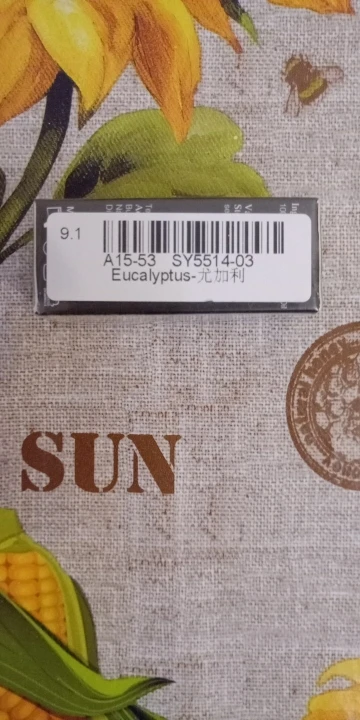 9.1
A15-53 SY5514-03
Eucalyptus-尤加利
SUN